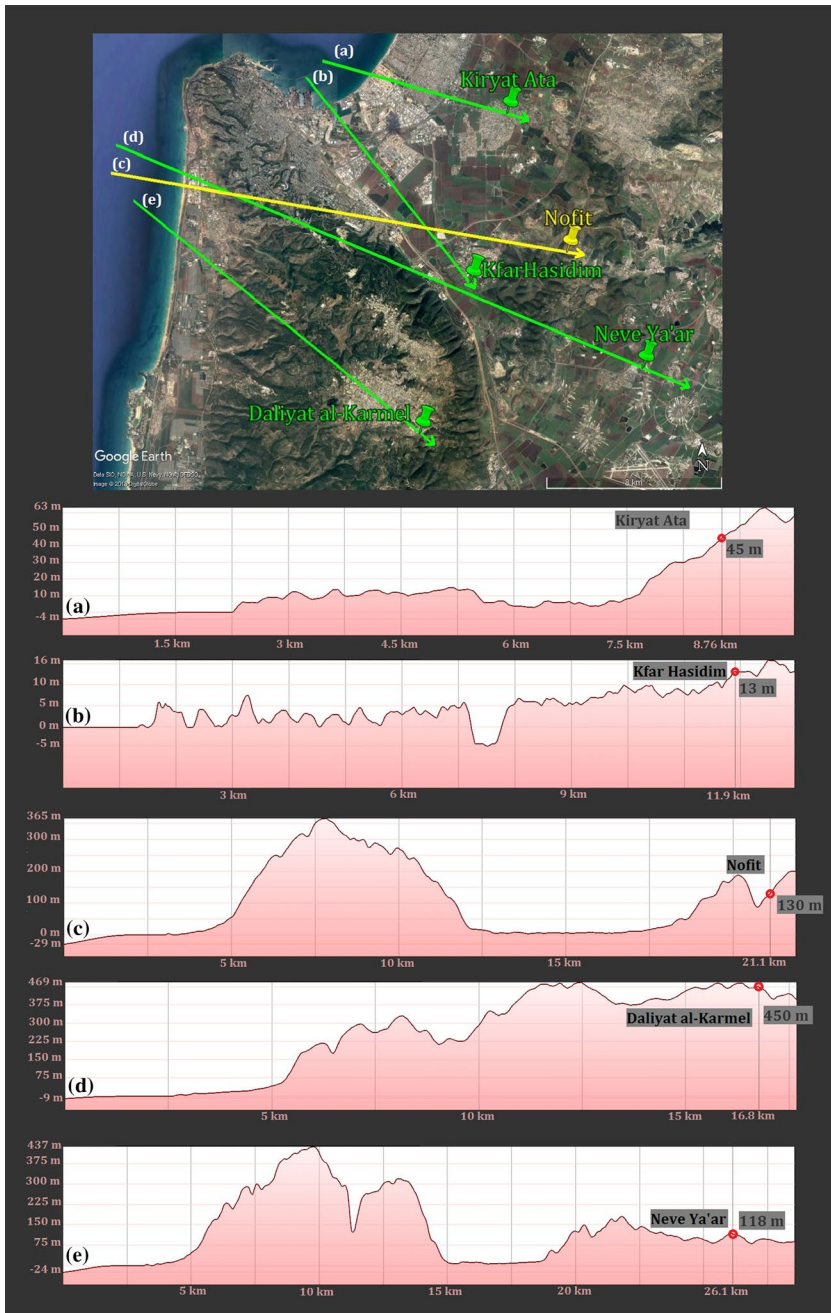 (a)
Kiryat Ata
(b)
(d)
(c)
(e)
Nofit
KfarHasidim
Neve Ya'ar
Daliyat al-Karmel
Google Earth
N
8 km
63 m
50 m
40 m
30 m
20 m
10 m
-4 m
Kiryat Ata
45 m
(a)
1.5 km 3 km 4.5 km 6 km 7.5 km 8.76 km
16 m
10 m
5 m
0 m
-5 m
Kfar Hasidim
13 m
(b)
3 km 6 km 9 km 11.9 km
365 m
300 m
200 m
100 m
0 m
-29 m
Nofit
130 m
(c)
5 km 10 km 15 km 21.1 km
469 m
375 m
300 m
225 m
150 m
75 m
-9 m
Daliyat al-Karmel
450 m
(d)
5 km 10 km 15 km 16.8 km
437 m
375 m
300 m
225 m
150 m
75 m
-24 m
Neve Ya'ar
118 m
(e)
5 km 10 km 15 km 20 km 26.1 km